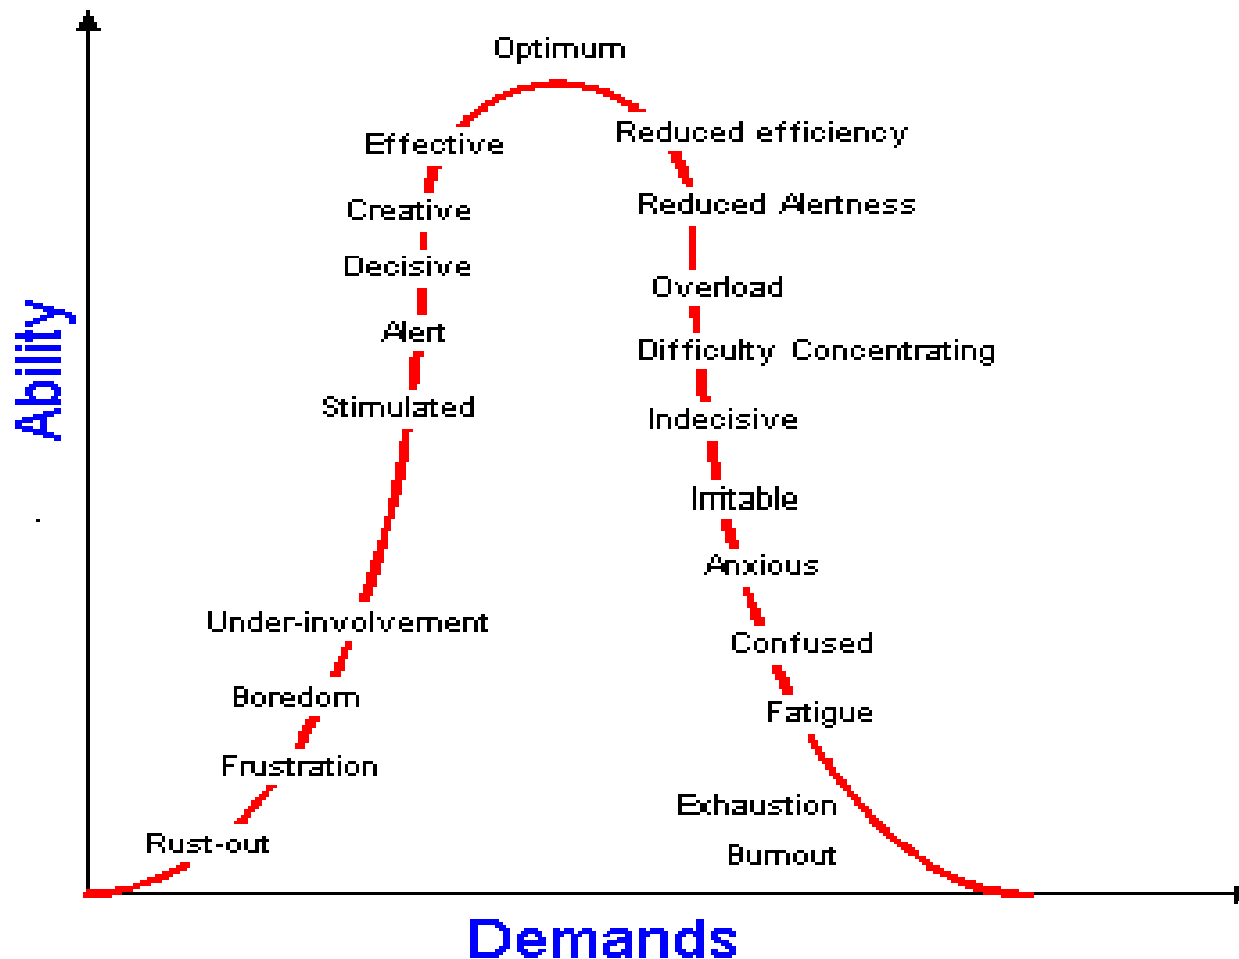 Optimum
Effective
Reduced efficiency
Creative
Reduced Alertness
Decisive
Overload
Alert
Difficulty Concentrating
Stimulated
Indecisive
Irritable
Anxious
Under-involvement
Confused
Boredom
Fatigue
Frustration
Exhaustion
Rust-out
Burnout
Ability
Demands